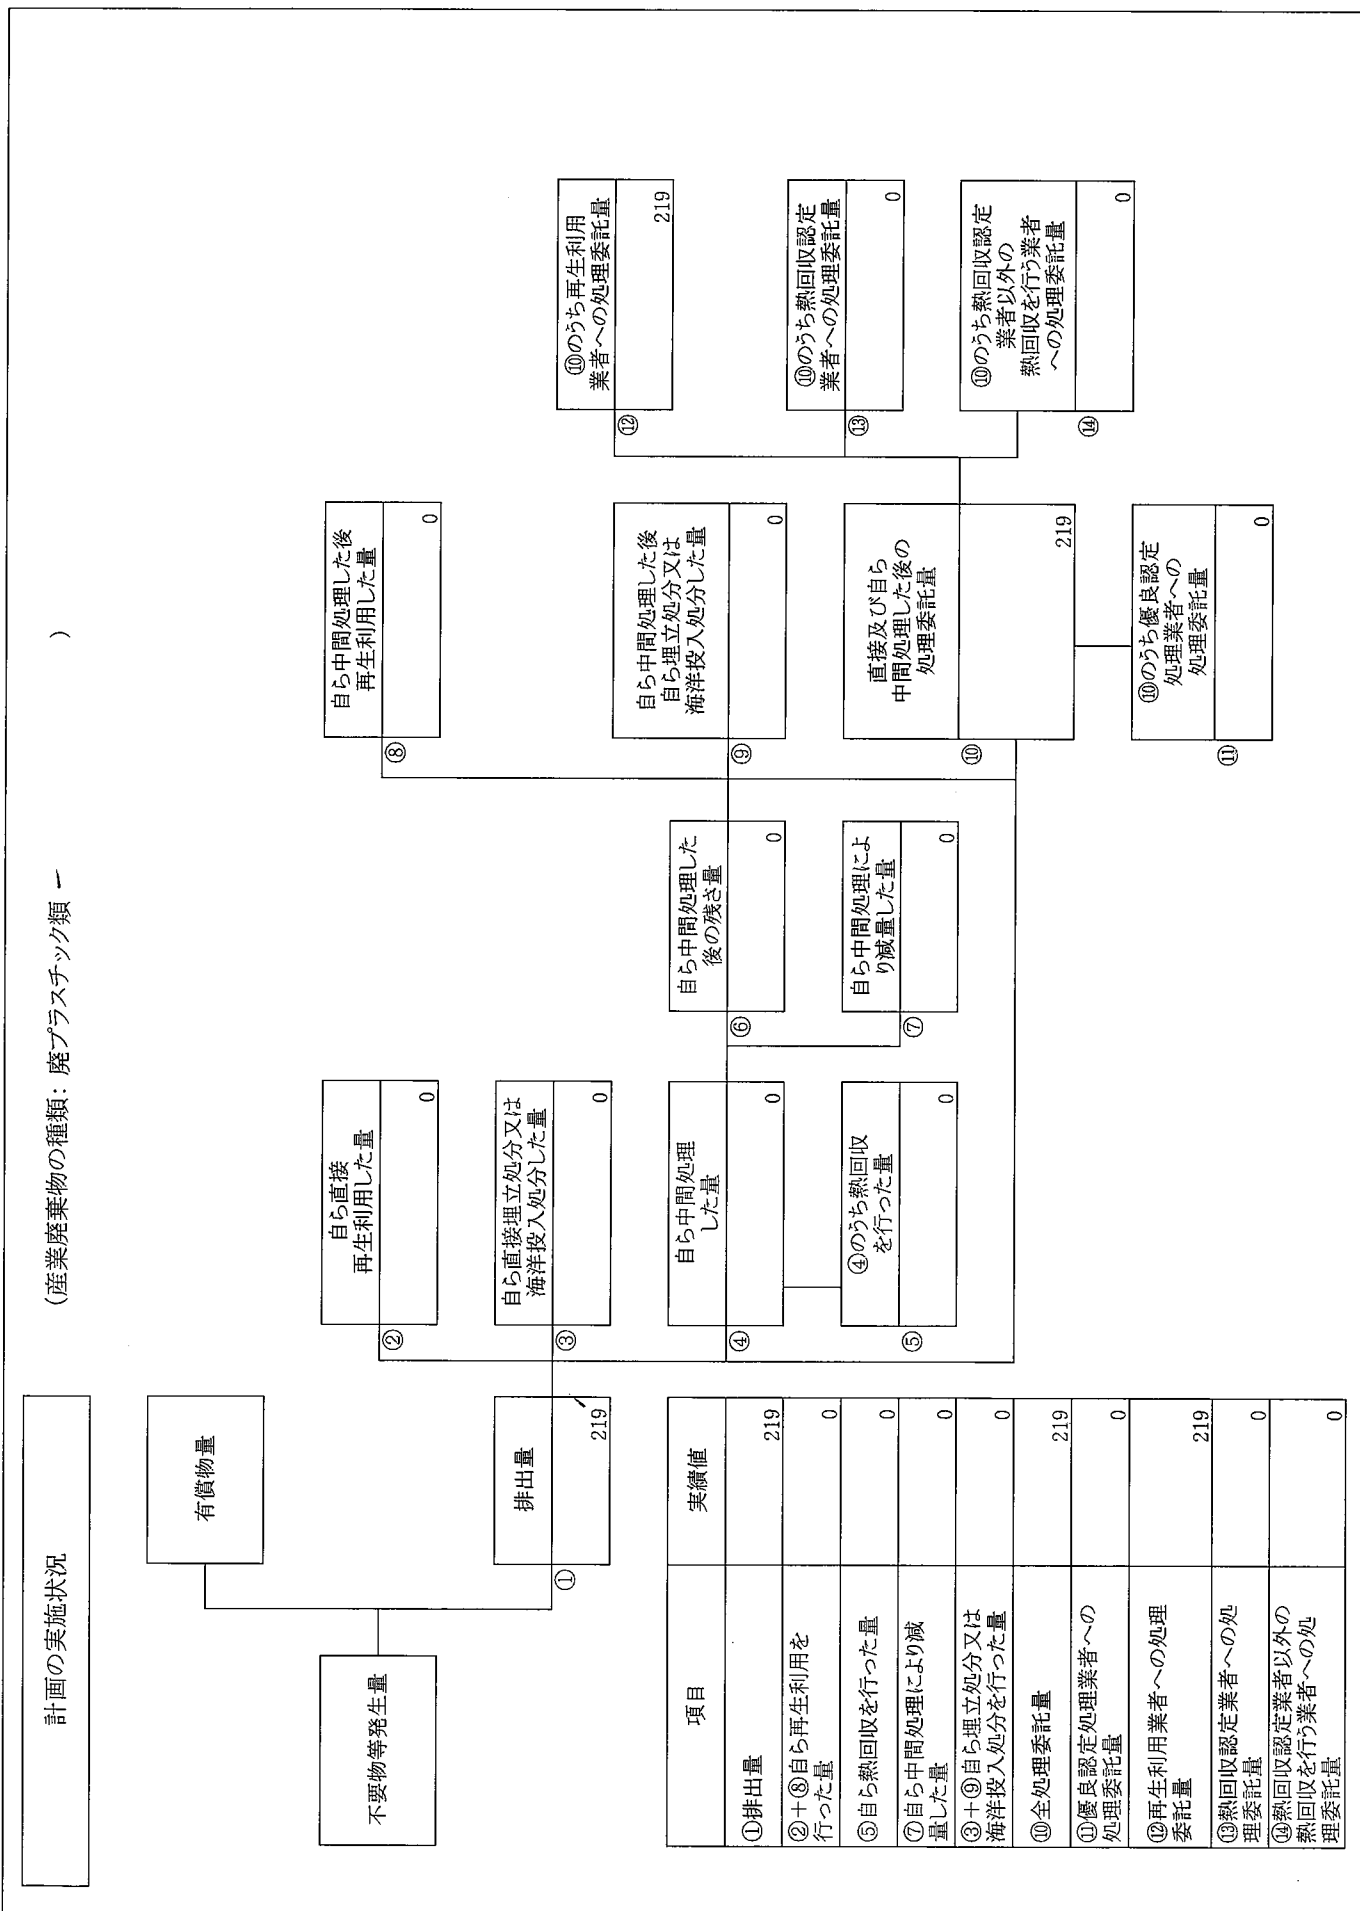 計画の実施状況
(産業廃棄物の種類：廃プラスチック類 ー
)
不要物等発生量
有償物量
①
排出量
219
②
自ら直接
再生利用した量
0
③
自ら直接埋立処分又は
海洋投入処分した量
0
④
自ら中間処理
した量
0
⑤
④のうち熱回収
を行った量
0
⑥
自ら中間処理した
後の残さ量
0
⑦
自ら中間処理によ
り減量した量
0
⑧
自ら中間処理した後
再生利用した量
0
⑨
自ら中間処理した後
自ら埋立処分又は
海洋投入処分した量
0
⑩
直接及び自ら
中間処理した後の
処理委託量
219
⑪
⑩のうち優良認定
処理業者への
処理委託量
0
⑫
⑩のうち再生利用
業者への処理委託量
219
⑬
⑩のうち熱回収認定
業者への処理委託量
0
⑭
⑩のうち熱回収認定
業者以外の
熱回収を行う業者
への処理委託量
0
項目 実績値
①排出量 219
②＋⑧自ら再生利用を
行った量 0
⑤自ら熱回収を行った量 0
⑦自ら中間処理により減
量した量 0
③＋⑨自ら埋立処分又は
海洋投入処分を行った量 0
⑩全処理委託量 219
⑪優良認定処理業者への
処理委託量 0
⑫再生利用業者への処理
委託量 219
⑬熱回収認定業者への処
理委託量 0
⑭熱回収認定業者以外の
熱回収を行う業者への処
理委託量 0